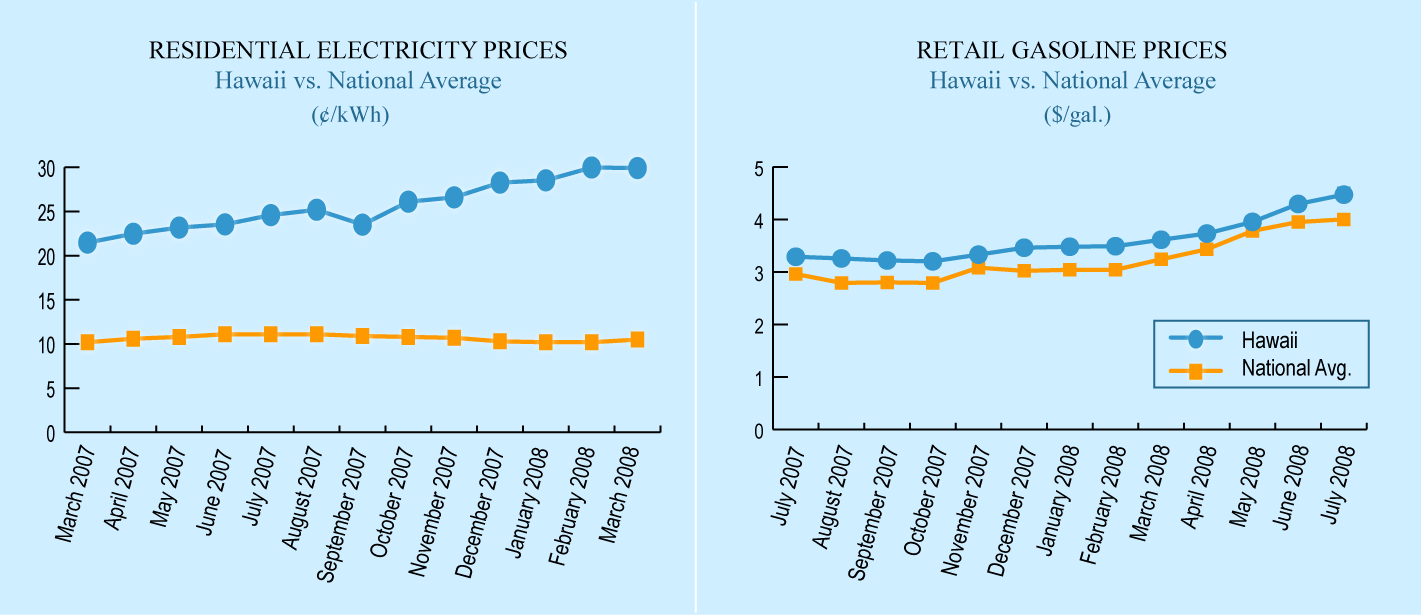 RESIDENTIAL ELECTRICITY PRICES
Hawaii vs. National Average
(¢/kWh)
30
25
20
15
10
5
0
March 2007
April 2007
May 2007
June 2007
July 2007
August 2007
September 2007
October 2007
November 2007
December 2007
January 2008
February 2008
March 2008
RETAIL GASOLINE PRICES
Hawaii vs. National Average
($/gal.)
5
4
3
2
1
0
Hawaii
National Avg.
July 2007
August 2007
September 2007
October 2007
November 2007
December 2007
January 2008
February 2008
March 2008
April 2008
May 2008
June 2008
July 2008